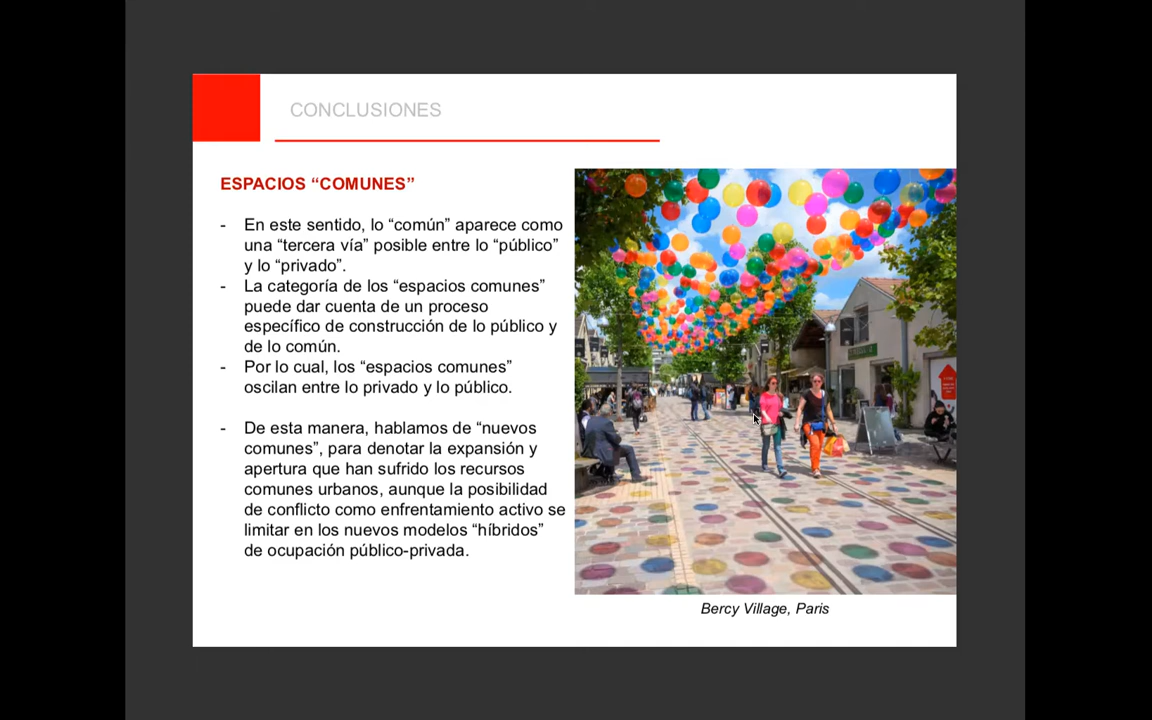 CONCLUSIONES
ESPACIOS “COMUNES”
- En este sentido, lo “común” aparece como
una “tercera vía” posible entre lo “público”
y lo “privado”.
- La categoría de los “espacios comunes”
puede dar cuenta de un proceso
específico de construcción de lo público y
de lo común.
- Por lo cual, los “espacios comunes”
oscilan entre lo privado y lo público.
- De esta manera, hablamos de “nuevos
comunes”, para denotar la expansión y
apertura que han sufrido los recursos
comunes urbanos, aunque la posibilidad
de conflicto como enfrentamiento activo se
limitar en los nuevos modelos “híbridos”
de ocupación público-privada.
Bercy Village, Paris